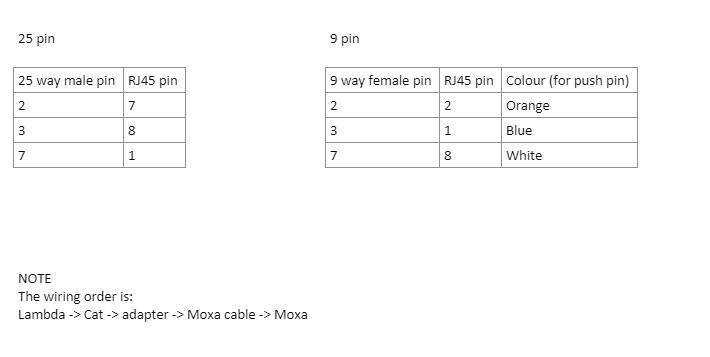 25 pin
25 way male pin RJ45 pin
2 7
3 8
7 1
9 pin
9 way female pin RJ45 pin Colour (for push pin)
2 2 Orange
3 1 Blue
7 8 White
NOTE
The wiring order is:
Lambda -> Cat -> adapter -> Moxa cable -> Moxa